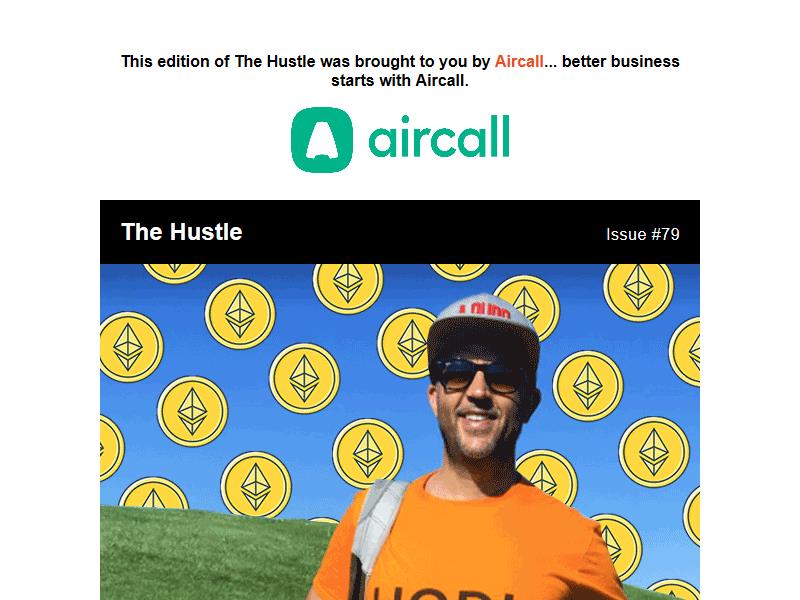 This edition of The Hustle was brought to you by Aircall... better business
starts with Aircall.
aircall
The Hustle
Issue #79
HODL